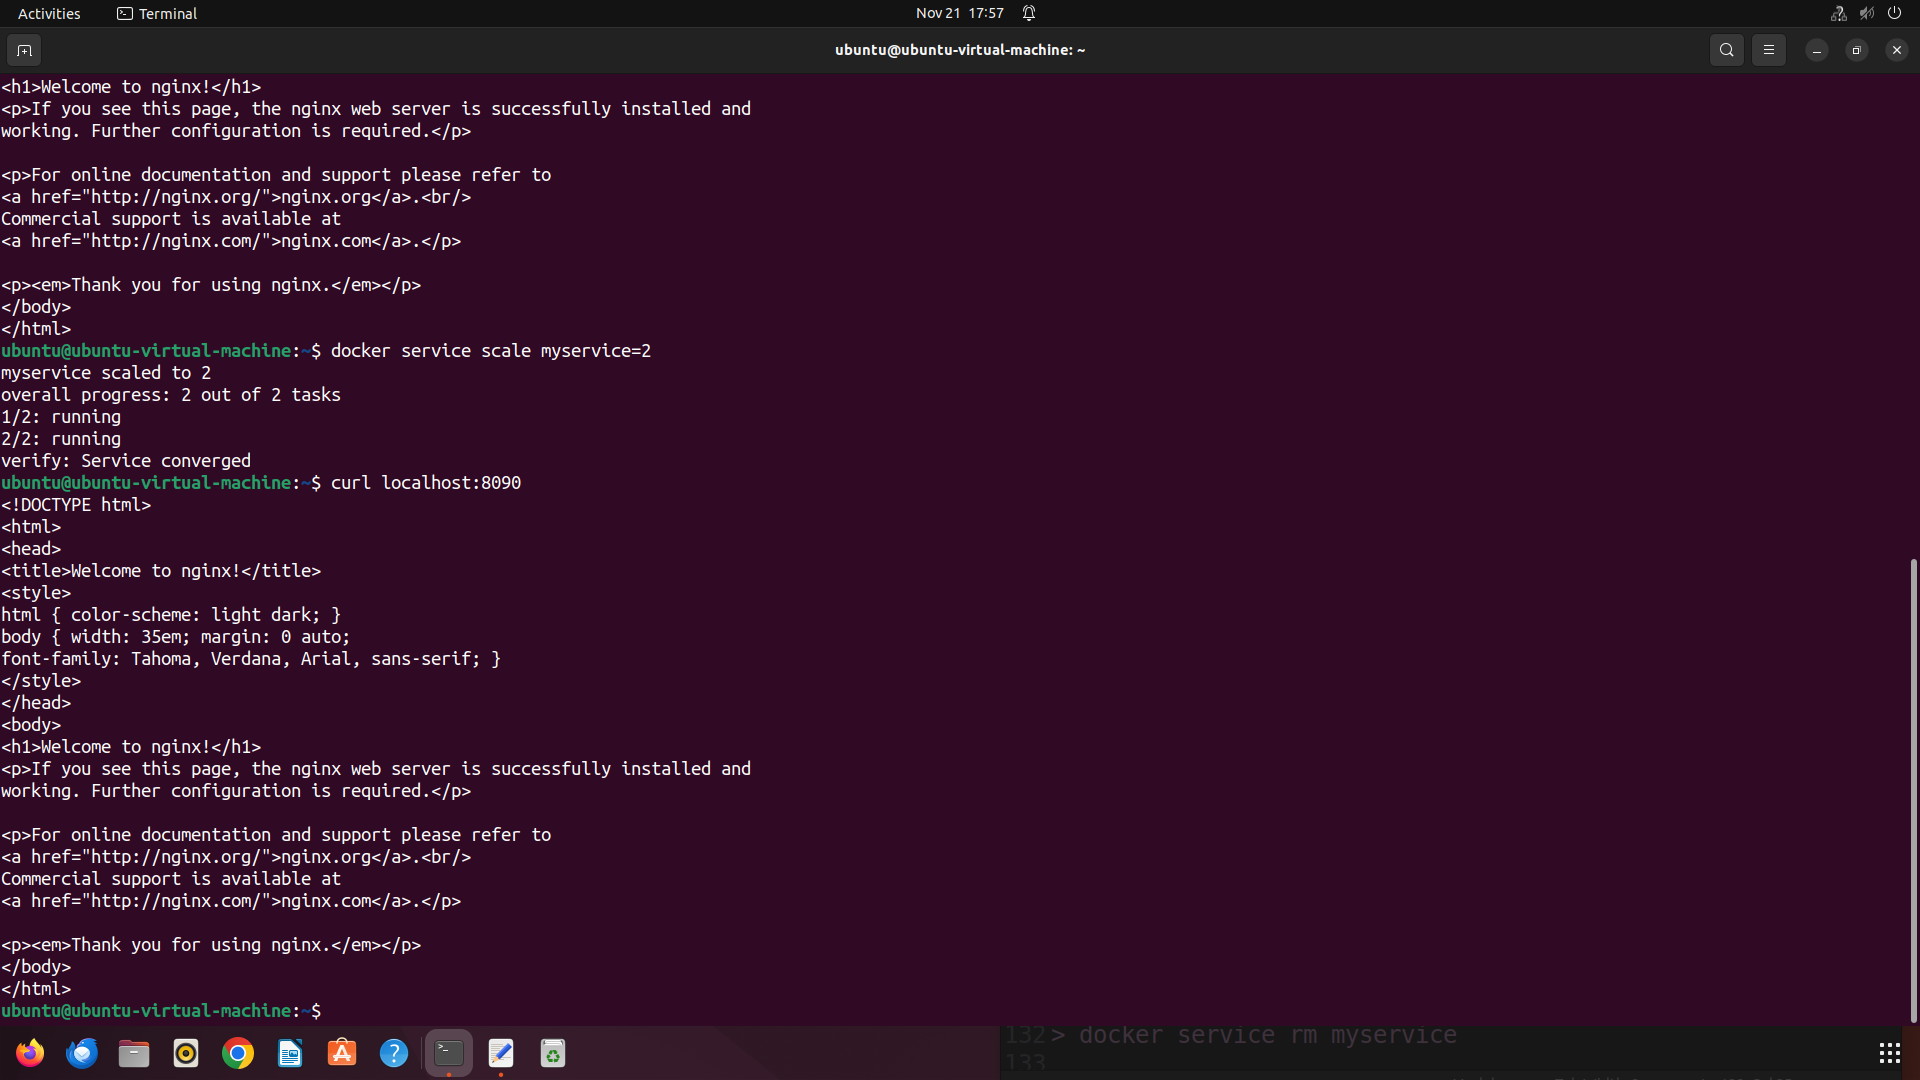 Activities
Terminal
Nov 21 17:57
ubuntu@ubuntu-virtual-machine: ~
<h1>Welcome to nginx!</h1>
<p>If you see this page, the nginx web server is successfully installed and
working. Further configuration is required.</p>
<p>For online documentation and support please refer to
<a href="http://nginx.org/">nginx.org</a>.<br/>
Commercial support is available at
<a href="http://nginx.com/">nginx.com</a>.</p>
<p><em>Thank you for using nginx.</em></p>
</body>
</html>
ubuntu@ubuntu-virtual-machine:~$ docker service scale myservice=2
myservice scaled to 2
overall progress: 2 out of 2 tasks
1/2: running
2/2: running
verify: Service converged
ubuntu@ubuntu-virtual-machine:~$ curl localhost:8090
<!DOCTYPE html>
<html>
<head>
<title>Welcome to nginx!</title>
<style>
html { color-scheme: light dark; }
body { width: 35em; margin: 0 auto;
font-family: Tahoma, Verdana, Arial, sans-serif; }
</style>
</head>
<body>
<h1>Welcome to nginx!</h1>
<p>If you see this page, the nginx web server is successfully installed and
working. Further configuration is required.</p>
<p>For online documentation and support please refer to
<a href="http://nginx.org/">nginx.org</a>.<br/>
Commercial support is available at
<a href="http://nginx.com/">nginx.com</a>.</p>
<p><em>Thank you for using nginx.</em></p>
</body>
</html>
ubuntu@ubuntu-virtual-machine:~$
132 > docker service rm myservice
133